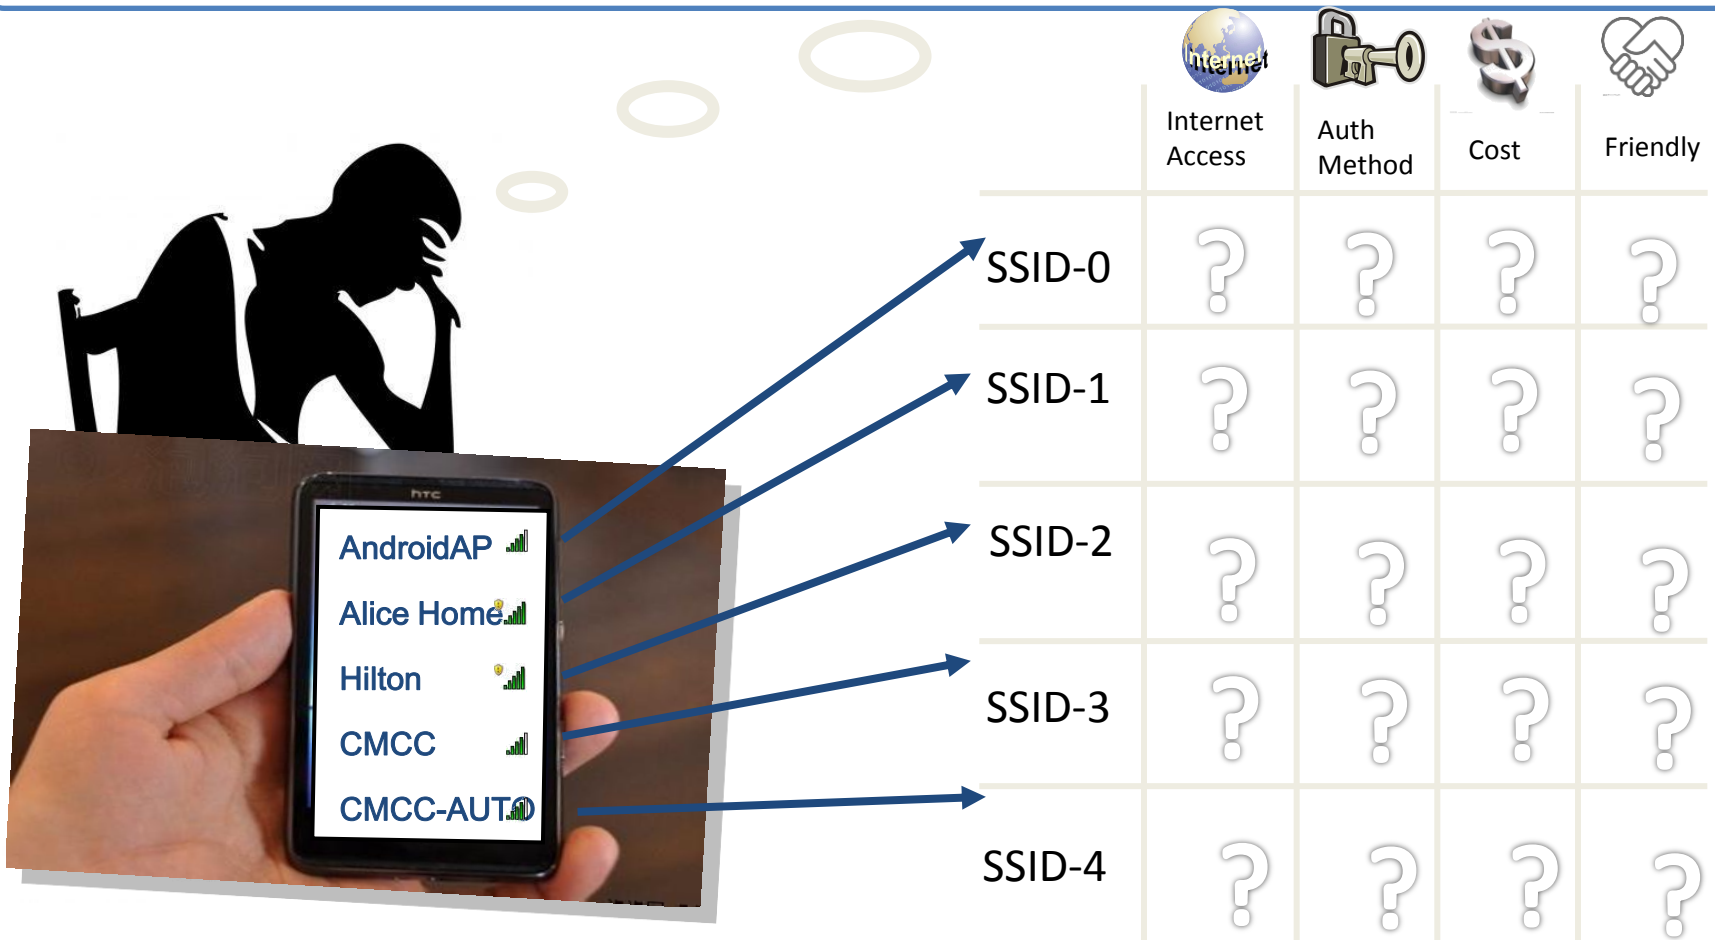 Internet
Internet
Access
Auth
Method
Cost
Friendly
SSID-0
SSID-1
SSID-2
SSID-3
SSID-4
hTC
AndroidAP
Alice Home
Hilton
CMCC
CMCC-AUTO